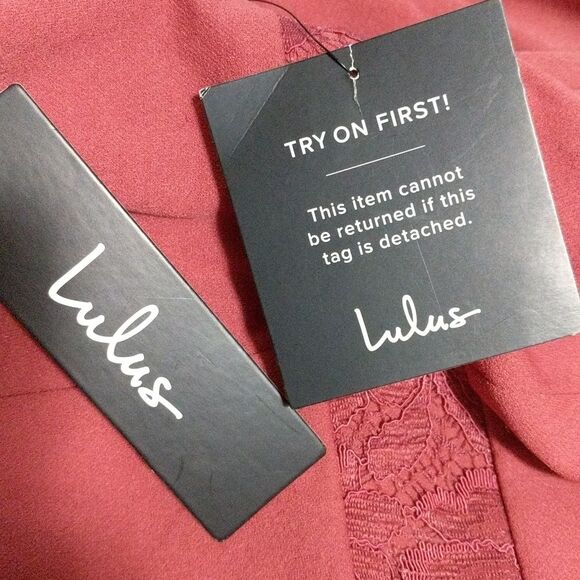 TRY ON FIRST!
This item cannot
be returned if this
tag is detached.
Lulus
Lulus